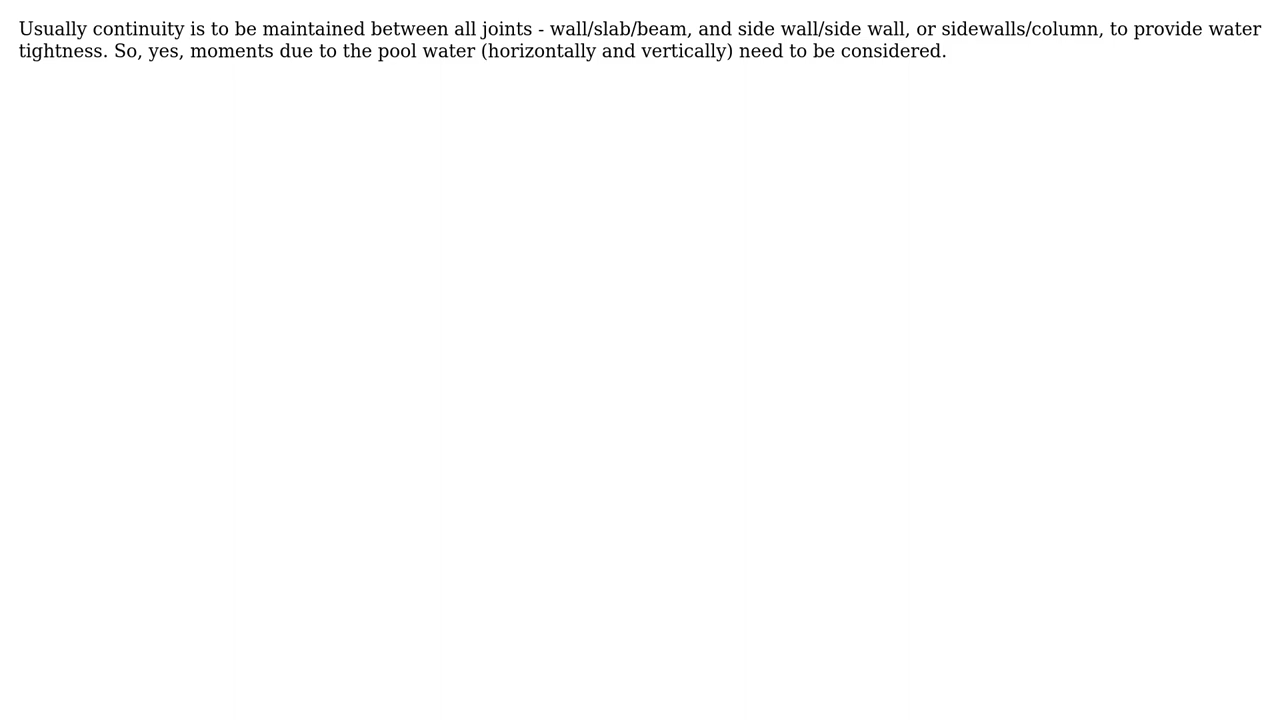 Usually continuity is to be maintained between all joints - wall/slab/beam, and side wall/side wall, or sidewalls/column, to provide water
tightness. So, yes, moments due to the pool water (horizontally and vertically) need to be considered.